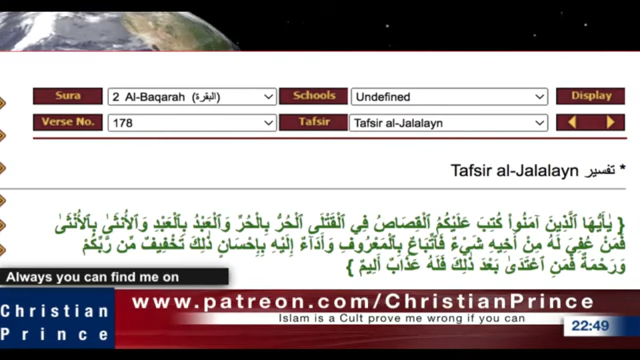 Sura
2 Al-Baqarah (البقرة)
Schools
Undefined
Display
Verse No.
178
Tafsir
Tafsir al-Jalalayn
* تفسير Tafsir al-Jalalayn
{ يٰأَيُّهَا ٱلَّذِينَ آمَنُواْ كُتِبَ عَلَيْكُمُ ٱلْقِصَاصُ فِي ٱلْقَتْلَى ٱلْحُرُّ بِالْحُرِّ وَٱلْعَبْدُ بِٱلْعَبْدِ وَٱلأُنثَىٰ بِٱلأُنْثَىٰ
فَمَنْ عُفِيَ لَهُ مِنْ أَخِيهِ شَيْءٌ فَٱتِّبَاعٌ بِٱلْمَعْرُوفِ وَأَدَآءٌ إِلَيْهِ بِإِحْسَانٍ ذٰلِكَ تَخْفِيفٌ مِّن رَّبِّكُمْ
وَرَحْمَةٌ فَمَنِ ٱعْتَدَىٰ بَعْدَ ذٰلِكَ فَلَهُ عَذَابٌ أَلِيمٌ }
Always you can find me on
Christian
Prince
www.patreon.com/ChristianPrince
Islam is a Cult prove me wrong if you can
22:49